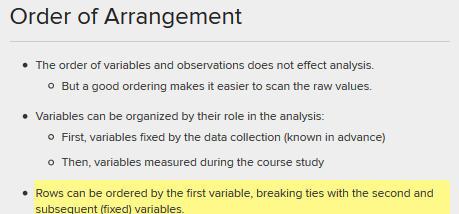 Order of Arrangement
• The order of variables and observations does not effect analysis.
o But a good ordering makes it easier to scan the raw values.
• Variables can be organized by their role in the analysis:
o First, variables fixed by the data collection (known in advance)
o Then, variables measured during the course study
• Rows can be ordered by the first variable, breaking ties with the second and
subsequent (fixed) variables.